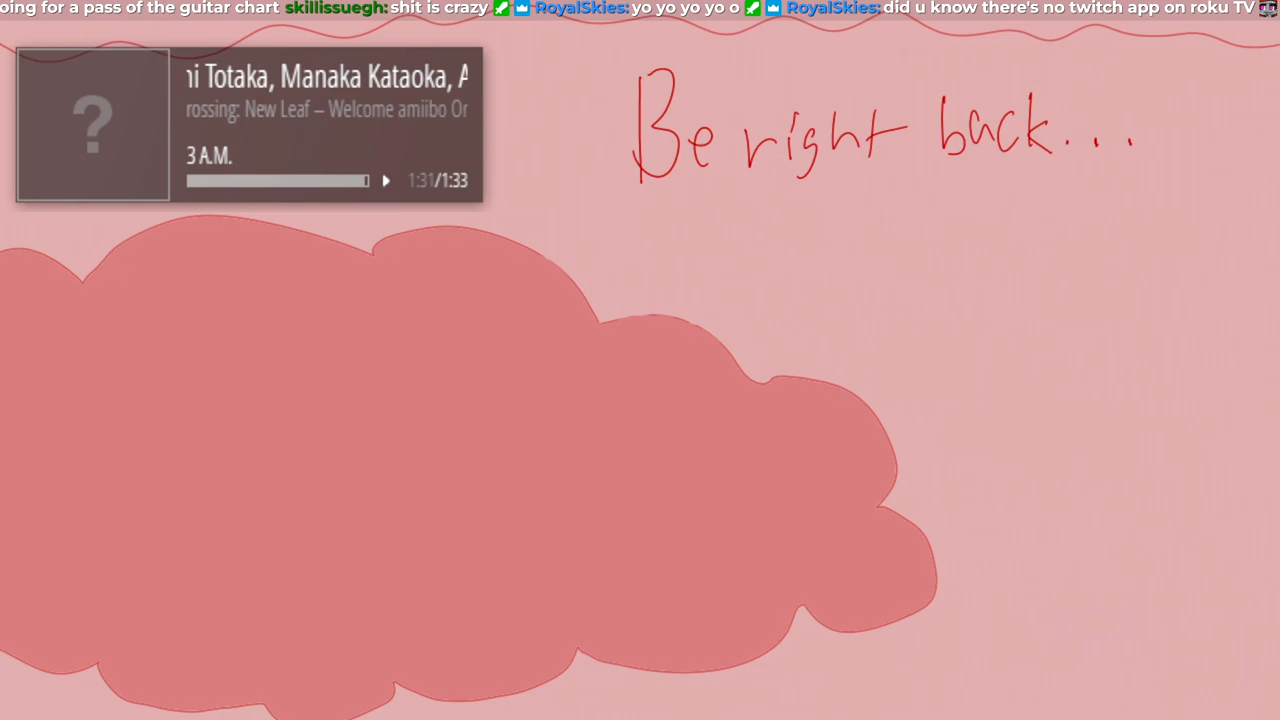 oing for a pass of the guitar chart skillissuegh: shit is crazy RoyalSkies: yo yo yo yo o RoyalSkies: did u know there's no twitch app on roku TV
ni Totaka, Manaka Kataoka, A
rossing: New Leaf – Welcome amiibo Or
3 A.M.
1:31/1:33
?
Be right back...